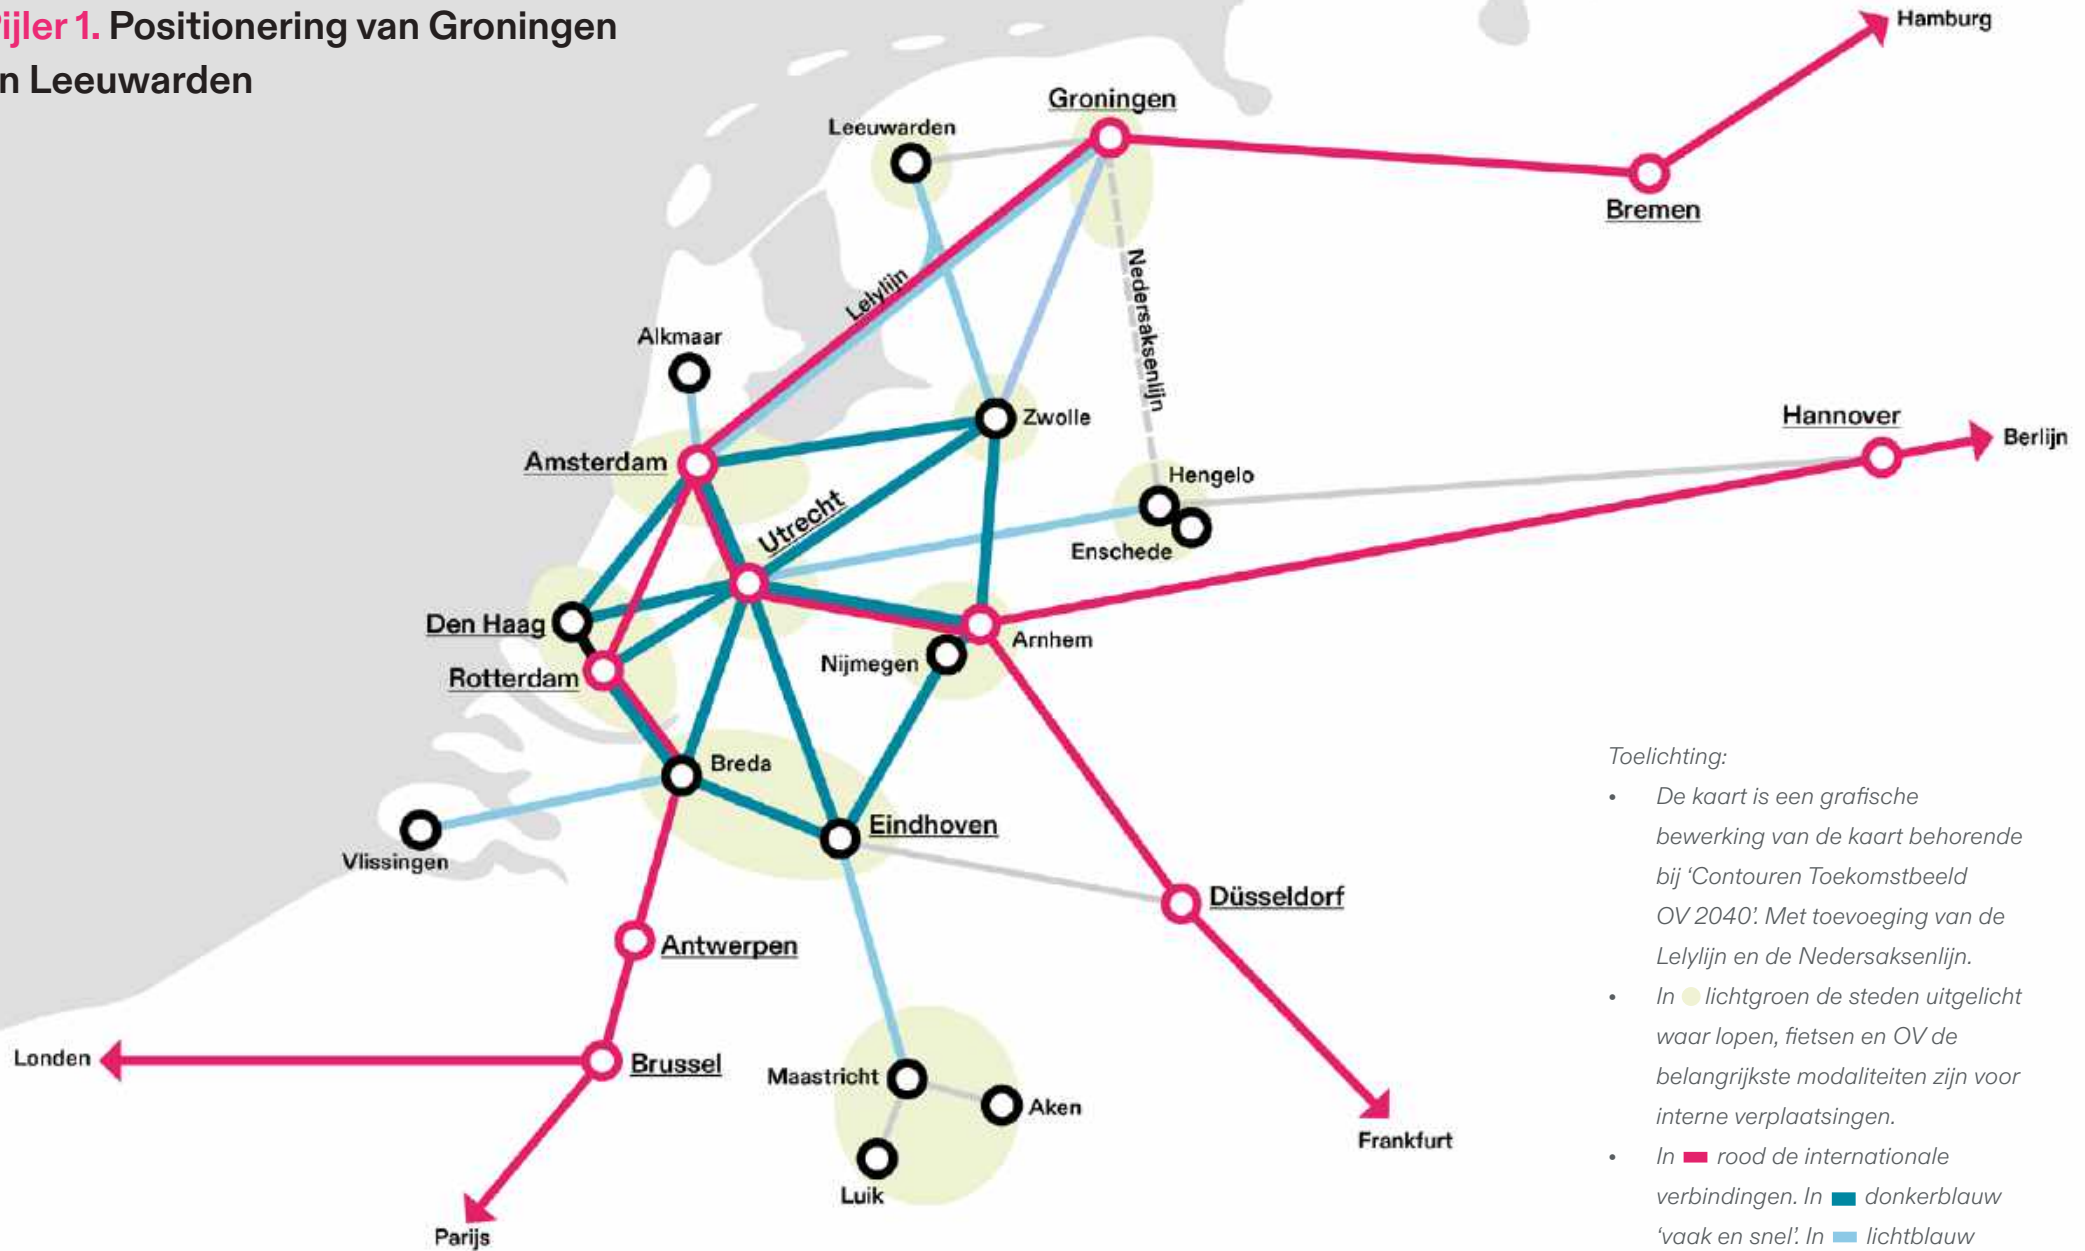 ijler 1. Positionering van Groningen
n Leeuwarden
Hamburg
Groningen
Leeuwarden
Bremen
Nedersaksenlijn
Lelylijn
Alkmaar
Zwolle
Hannover
Berlijn
Amsterdam
Hengelo
Utrecht
Enschede
Den Haag
Arnhem
Nijmegen
Rotterdam
Breda
Eindhoven
Vlissingen
Düsseldorf
Antwerpen
Londen
Brussel
Maastricht
Aken
Frankfurt
Luik
Parijs
Toelichting:
• De kaart is een grafische
bewerking van de kaart behorende
bij ‘Contouren Toekomstbeeld
OV 2040’. Met toevoeging van de
Lelylijn en de Nedersaksenlijn.
• In lichtgroen de steden uitgelicht
waar lopen, fietsen en OV de
belangrijkste modaliteiten zijn voor
interne verplaatsingen.
• In rood de internationale
verbindingen. In donkerblauw
‘vaak en snel’. In lichtblauw